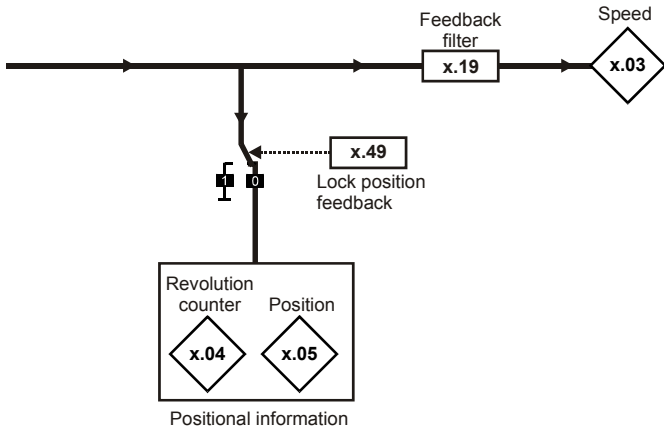 Feedback
filter
Speed
x.19
x.03
x.49
1 0
Lock position
feedback
Revolution
counter
Position
x.04
x.05
Positional information